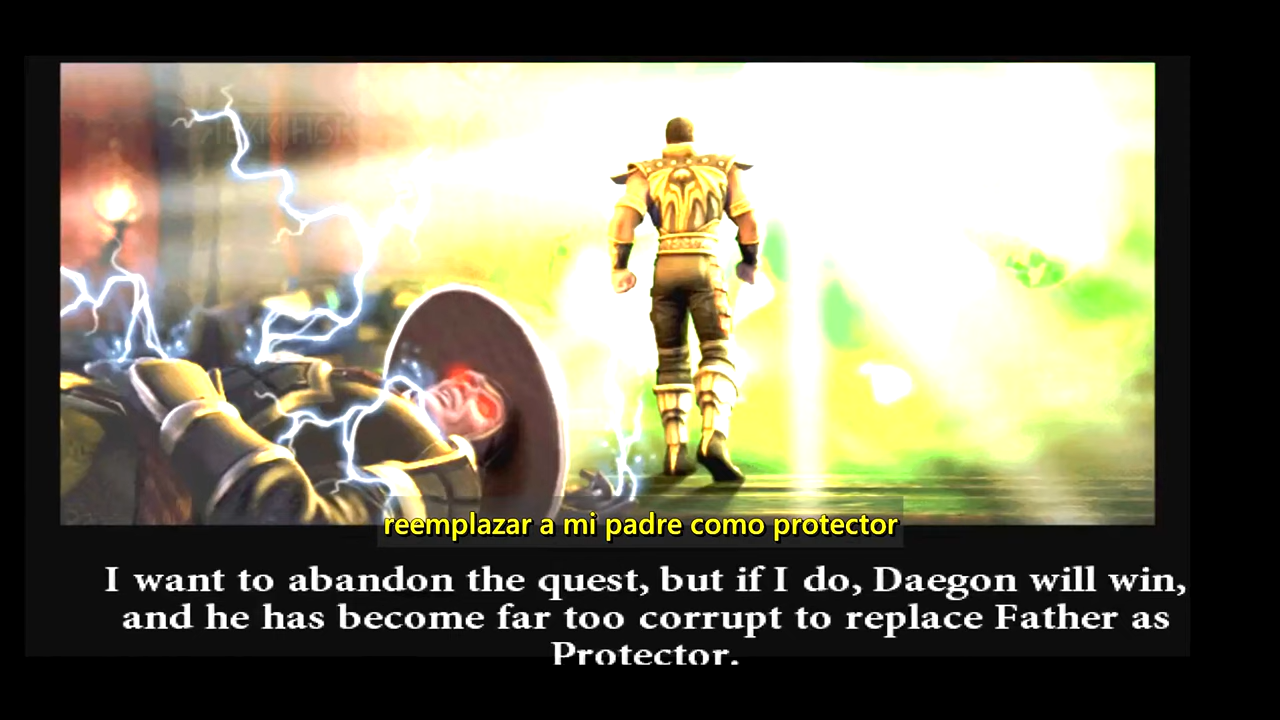 reemplazar a mi padre como protector
I want to abandon the quest, but if I do, Daegon will win,
and he has become far too corrupt to replace Father as
Protector.